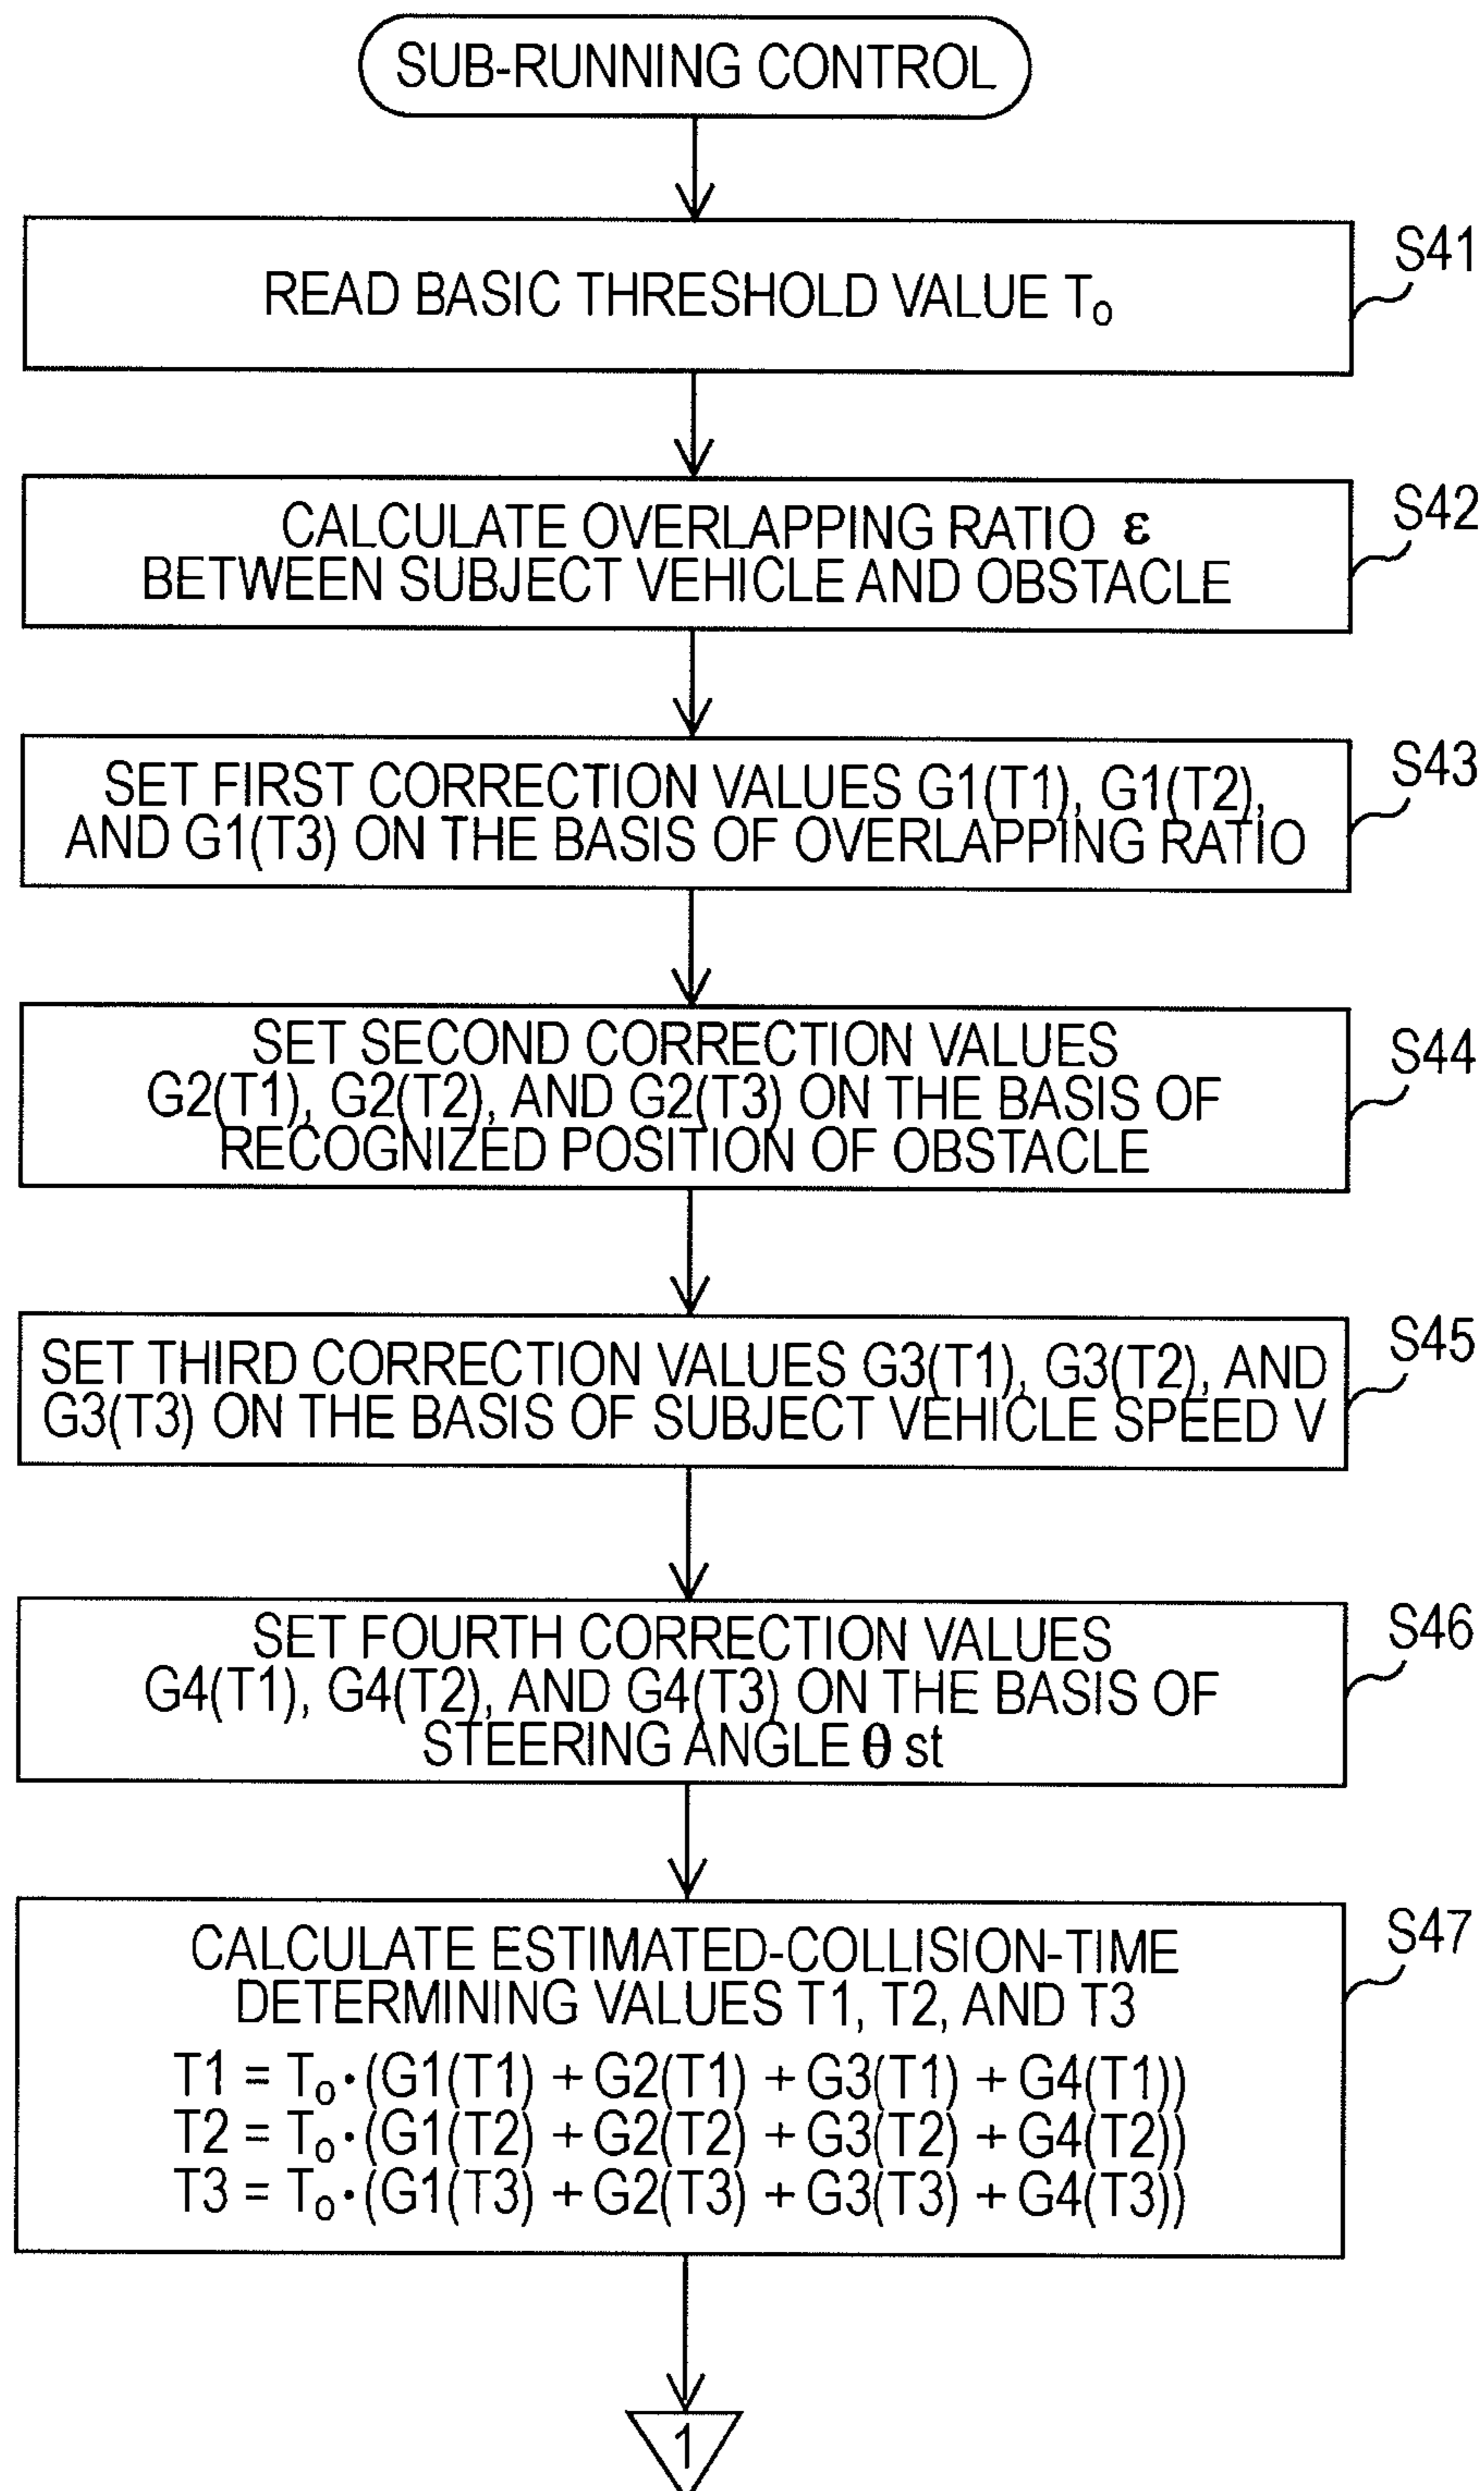 SUB-RUNNING CONTROL
READ BASIC THRESHOLD VALUE T₀
S41
CALCULATE OVERLAPPING RATIO ε
BETWEEN SUBJECT VEHICLE AND OBSTACLE
S42
SET FIRST CORRECTION VALUES G1(T1), G1(T2),
AND G1(T3) ON THE BASIS OF OVERLAPPING RATIO
S43
SET SECOND CORRECTION VALUES
G2(T1), G2(T2), AND G2(T3) ON THE BASIS OF
RECOGNIZED POSITION OF OBSTACLE
S44
SET THIRD CORRECTION VALUES G3(T1), G3(T2), AND
G3(T3) ON THE BASIS OF SUBJECT VEHICLE SPEED V
S45
SET FOURTH CORRECTION VALUES
G4(T1), G4(T2), AND G4(T3) ON THE BASIS OF
STEERING ANGLE θ st
S46
CALCULATE ESTIMATED-COLLISION-TIME
DETERMINING VALUES T1, T2, AND T3
T1 = T₀·(G1(T1) + G2(T1) + G3(T1) + G4(T1))
T2 = T₀·(G1(T2) + G2(T2) + G3(T2) + G4(T2))
T3 = T₀·(G1(T3) + G2(T3) + G3(T3) + G4(T3))
S47
1